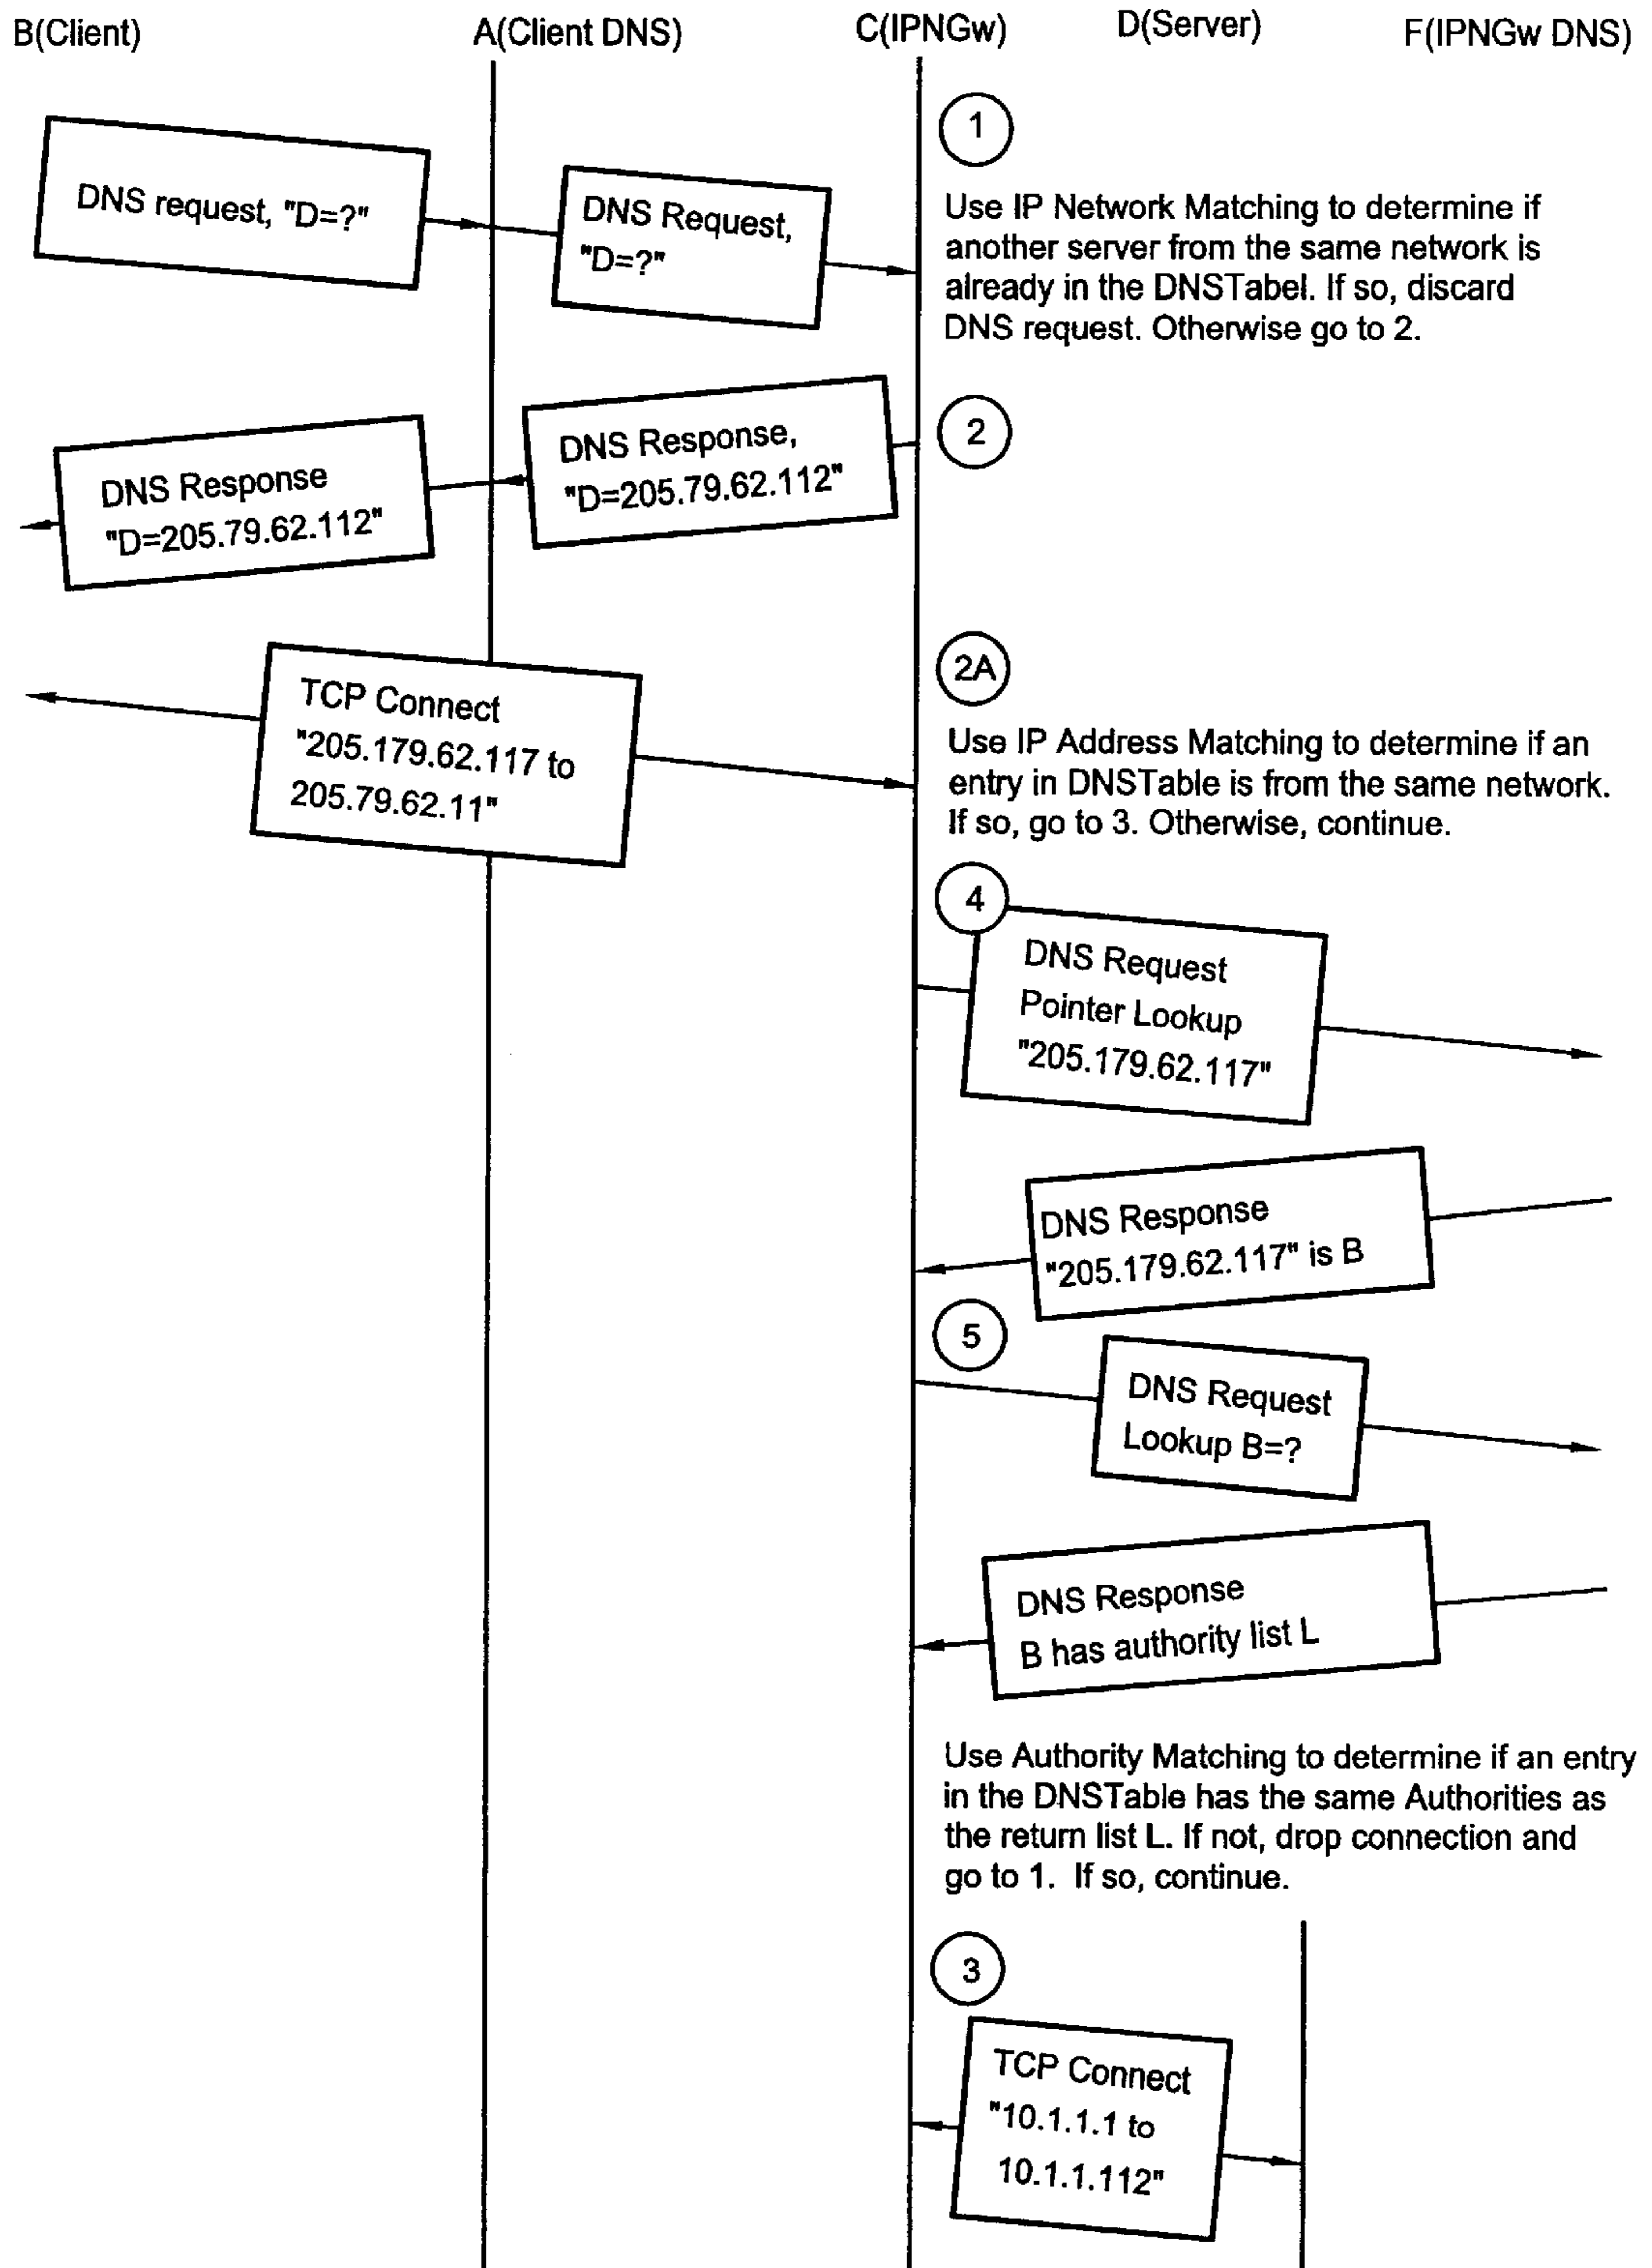 B(Client)
A(Client DNS)
C(IPNGw)
D(Server)
F(IPNGw DNS)
1
DNS request, "D=?"
DNS Request,
"D=?"
Use IP Network Matching to determine if
another server from the same network is
already in the DNSTabel. If so, discard
DNS request. Otherwise go to 2.
2
DNS Response,
"D=205.79.62.112"
DNS Response
"D=205.79.62.112"
2A
TCP Connect
"205.179.62.117 to
205.79.62.11"
Use IP Address Matching to determine if an
entry in DNSTable is from the same network.
If so, go to 3. Otherwise, continue.
4
DNS Request
Pointer Lookup
"205.179.62.117"
DNS Response
"205.179.62.117" is B
5
DNS Request
Lookup B=?
DNS Response
B has authority list L
Use Authority Matching to determine if an entry
in the DNSTable has the same Authorities as
the return list L. If not, drop connection and
go to 1. If so, continue.
3
TCP Connect
"10.1.1.1 to
10.1.1.112"